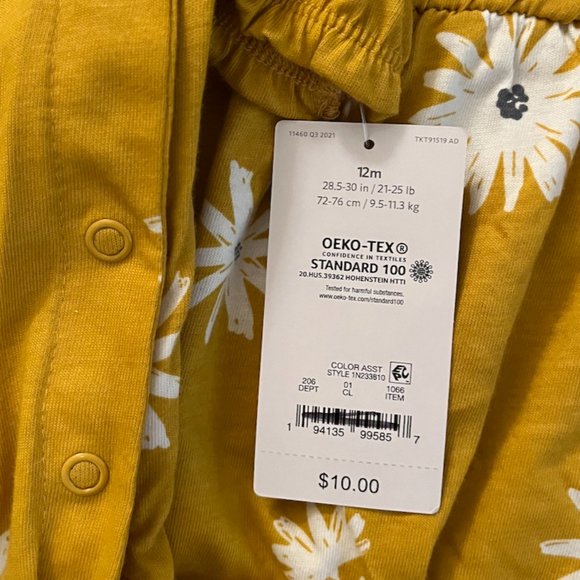 11460 Q3 2021
TKT91519 AD
12m
28.5-30 in / 21-25 lb
72-76 cm / 9.5-11.3 kg
OEKO-TEX®
CONFIDENCE IN TEXTILES
STANDARD 100
20.HUS.39362 HOHENSTEIN HTTI
Tested for harmful substances.
www.oeko-tex.com/standard100
COLOR ASST
STYLE 1N233810
206 01 1066
DEPT CL ITEM
1 94135 99585 7
$10.00